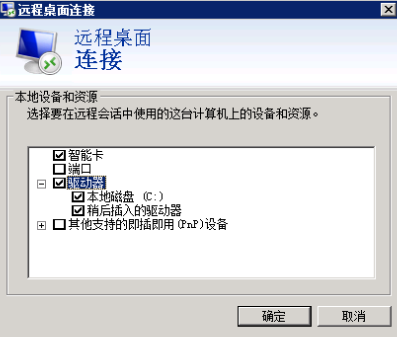 远程桌面连接
远程桌面
连接
本地设备和资源
选择要在远程会话中使用的这台计算机上的设备和资源。
智能卡
端口
驱动器
本地磁盘 (C:)
稍后插入的驱动器
其他支持的即插即用(PnP)设备
确定
取消